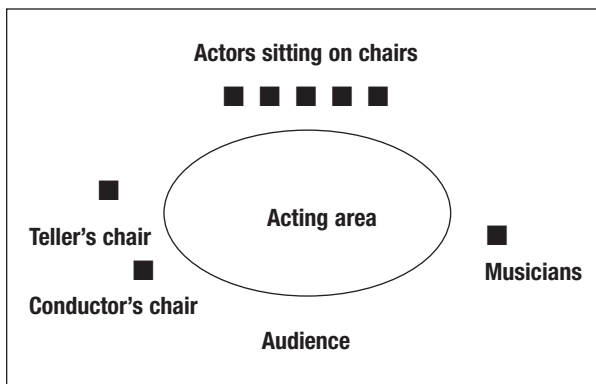 Actors sitting on chairs
Acting area
Teller’s chair
Musicians
Conductor’s chair
Audience